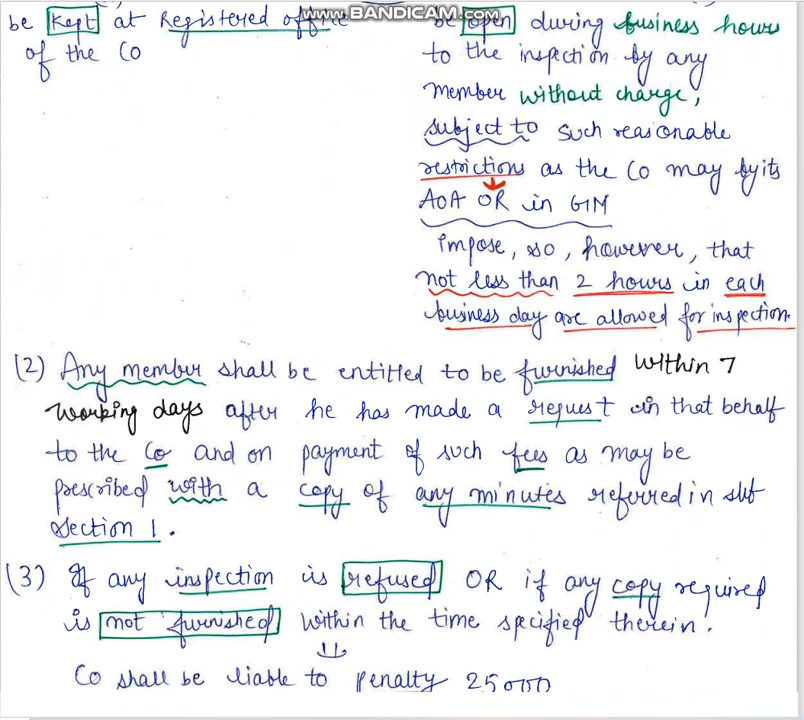 www.BANDICAM.com
be kept at Registered office
of the Co
be open during business hours
to the inspection by any
member without charge,
subject to such reasonable
restrictions as the Co may by its
AOA OR in GM
impose, so, however, that
not less than 2 hours in each
business day are allowed for inspection.
(2) Any member shall be entitled to be furnished within 7
working days after he has made a request in that behalf
to the Co and on payment of such fees as may be
prescribed with a copy of any minutes referred in sub
section 1.
(3) If any inspection is refused OR if any copy required
is not furnished within the time specified therein.
Co shall be liable to penalty 25000